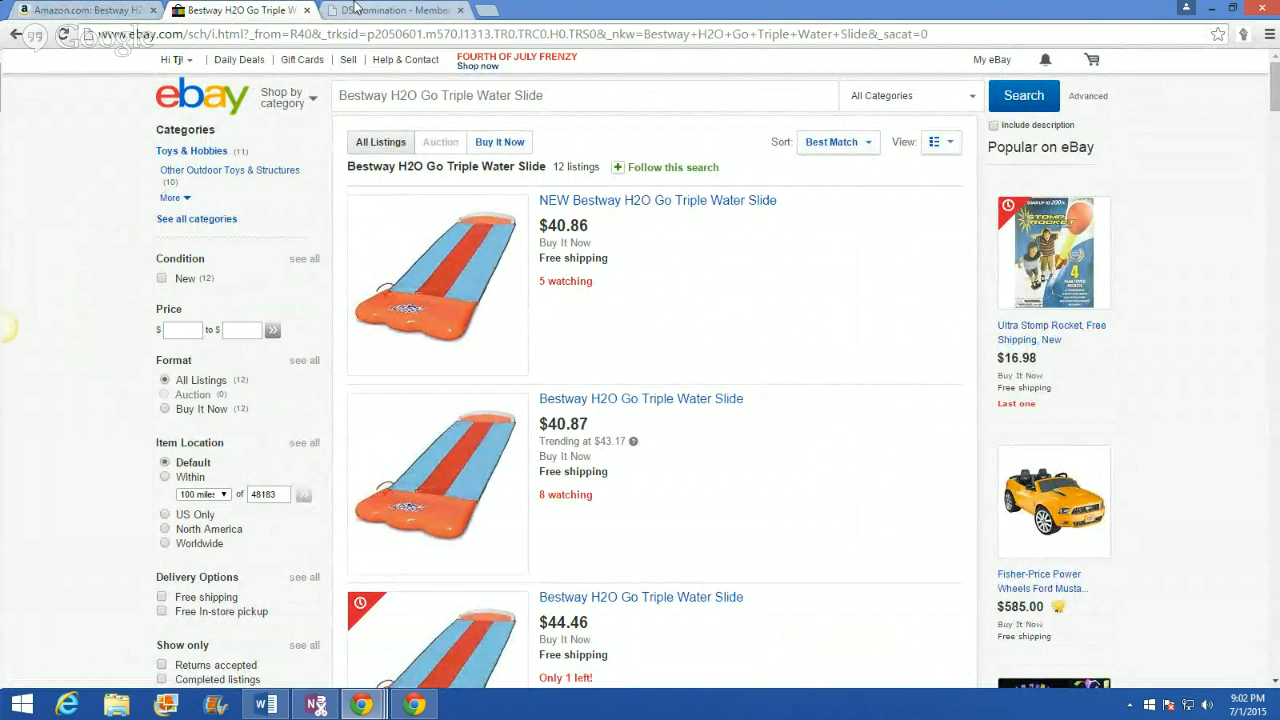 Amazon.com: Bestway H2
Bestway H2O Go Triple W
DS Domination - Membe
Google
www.ebay.com/sch/i.html?_from=R40&_trksid=p2050601.m570.l1313.TR0.TRC0.H0.TRS0&_nkw=Bestway+H2O+Go+Triple+Water+Slide&_sacat=0
Hi Tj!
Daily Deals
Gift Cards
Sell
Help & Contact
FOURTH OF JULY FRENZY
Shop now
My eBay
ebay
Shop by
category
Bestway H2O Go Triple Water Slide
All Categories
Search
Advanced
Include description
Categories
Toys & Hobbies (11)
Other Outdoor Toys & Structures
(10)
More
See all categories
Condition
see all
New (12)
Price
$
to $
Format
see all
All Listings (12)
Auction (0)
Buy It Now (12)
Item Location
see all
Default
Within
100 miles
of
48183
US Only
North America
Worldwide
Delivery Options
see all
Free shipping
Free In-store pickup
Show only
see all
Returns accepted
Completed listings
All Listings
Auction
Buy It Now
Sort:
Best Match
View:
Bestway H2O Go Triple Water Slide
12 listings
Follow this search
NEW Bestway H2O Go Triple Water Slide
$40.86
Buy It Now
Free shipping
5 watching
Bestway H2O Go Triple Water Slide
$40.87
Trending at $43.17
Buy It Now
Free shipping
8 watching
Bestway H2O Go Triple Water Slide
$44.46
Buy It Now
Free shipping
Only 1 left!
Popular on eBay
STOMP
ROCKET
4
Ultra Stomp Rocket, Free
Shipping, New
$16.98
Buy It Now
Free shipping
Last one
Fisher-Price Power
Wheels Ford Musta...
$585.00
Buy It Now
Free shipping
9:02 PM
7/1/2015